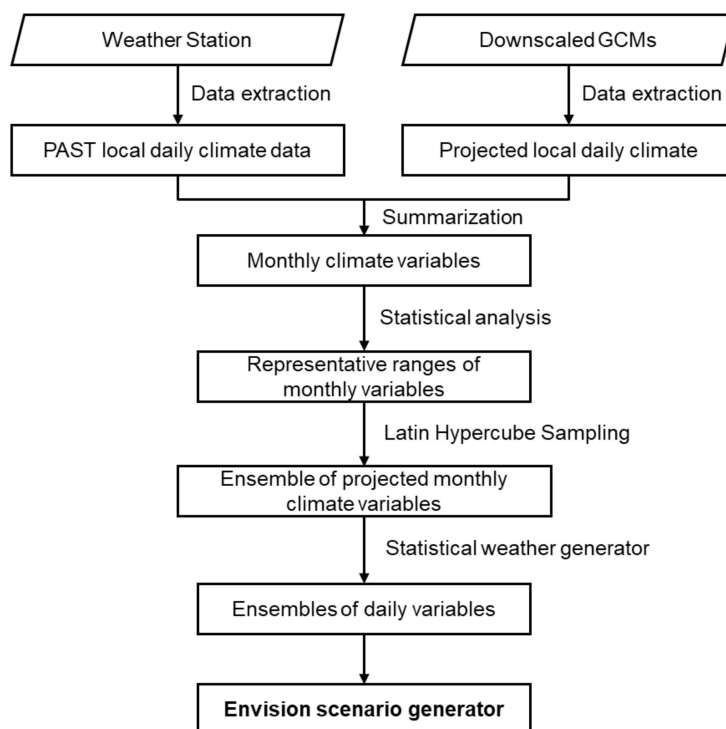 Weather Station
Downscaled GCMs
Data extraction
Data extraction
PAST local daily climate data
Projected local daily climate
Summarization
Monthly climate variables
Statistical analysis
Representative ranges of
monthly variables
Latin Hypercube Sampling
Ensemble of projected monthly
climate variables
Statistical weather generator
Ensembles of daily variables
Envision scenario generator